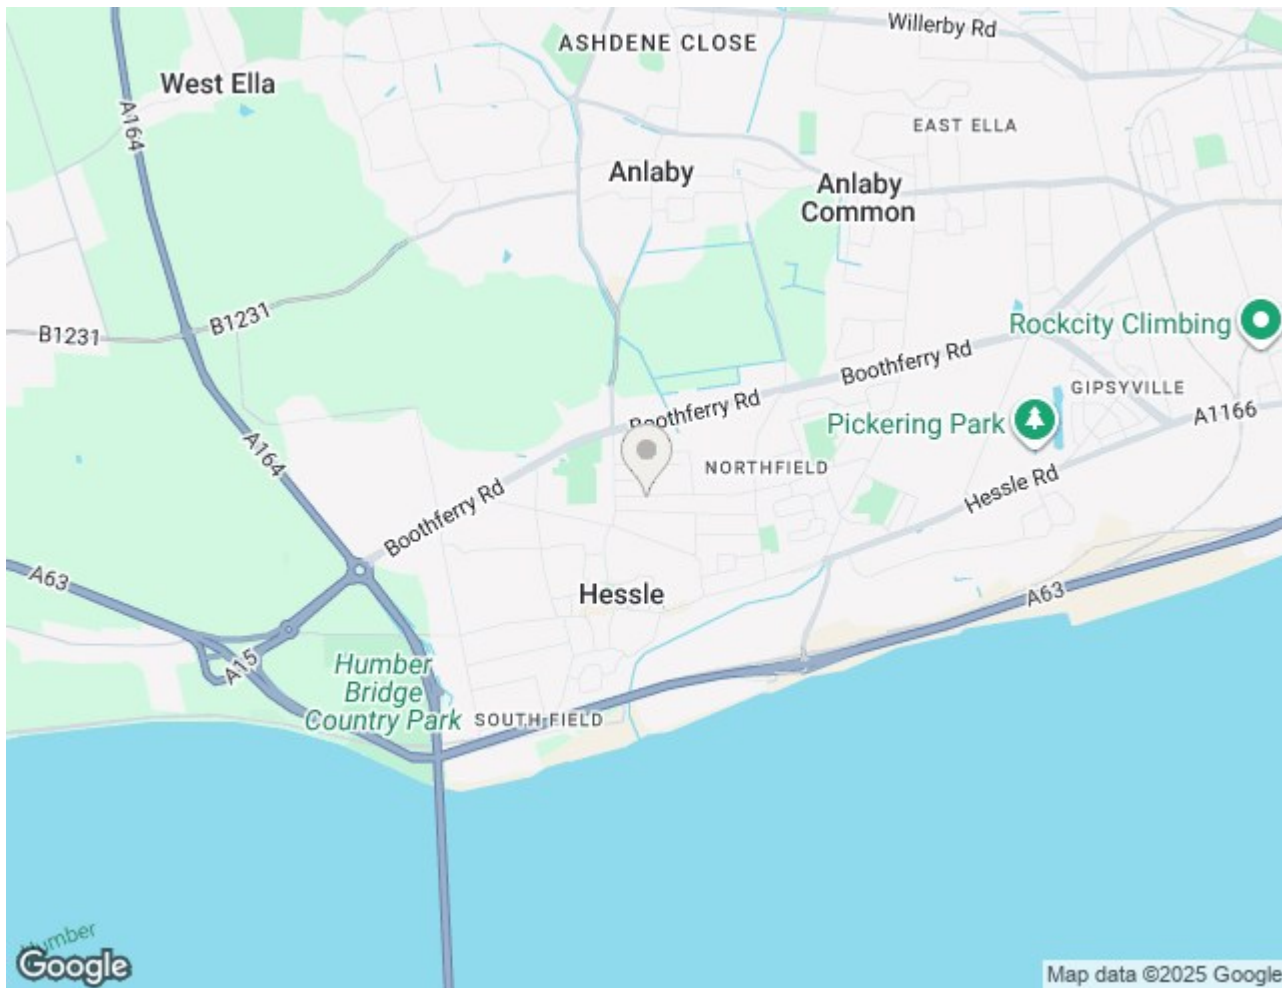 Willerby Rd
ASHDENE CLOSE
West Ella
A164
EAST ELLA
Anlaby
Anlaby
Common
B1231
B1231
Rockcity Climbing
Boothferry Rd
GIPSYVILLE
Boothferry Rd
Pickering Park
A1166
A164
NORTHFIELD
Hessle Rd
Boothferry Rd
A63
Hessle
A63
A15
Humber
Bridge
Country Park
SOUTH FIELD
Humber
Google
Map data ©2025 Google